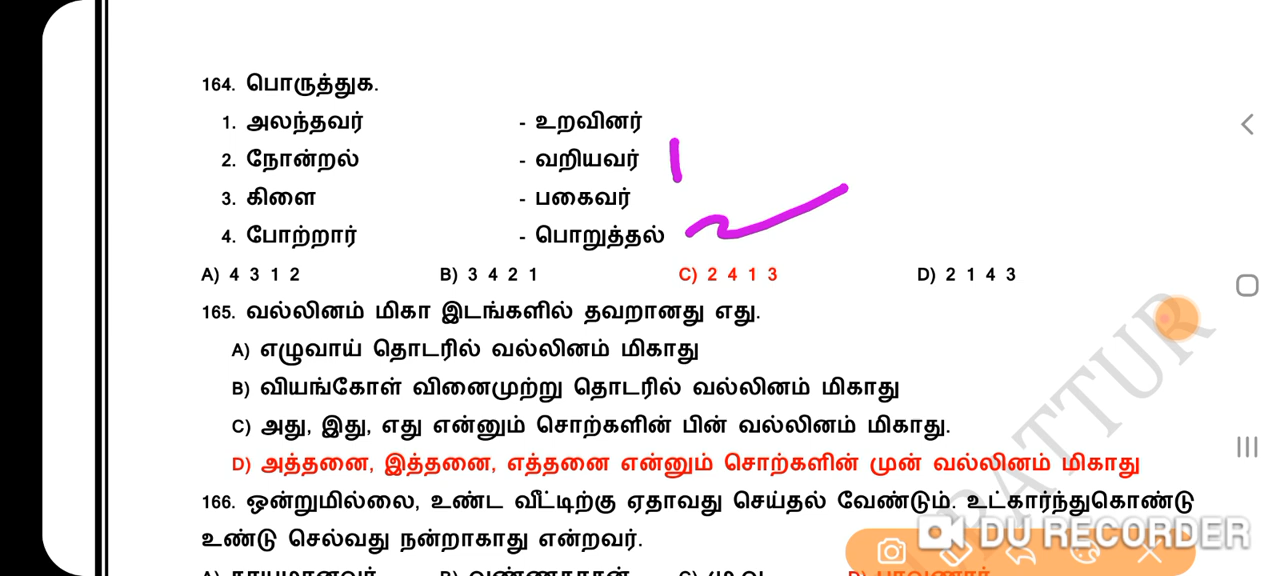 164. பொருத்துக.
1. அலந்தவர் - உறவினர்
2. நோன்றல் - வறியவர்
3. கிளை - பகைவர்
4. போற்றார் - பொறுத்தல்
A) 4 3 1 2 B) 3 4 2 1 C) 2 4 1 3 D) 2 1 4 3
165. வல்லினம் மிகா இடங்களில் தவறானது எது.
A) எழுவாய் தொடரில் வல்லினம் மிகாது
B) வியங்கோள் வினைமுற்று தொடரில் வல்லினம் மிகாது
C) அது, இது, எது என்னும் சொற்களின் பின் வல்லினம் மிகாது.
D) அத்தனை, இத்தனை, எத்தனை என்னும் சொற்களின் முன் வல்லினம் மிகாது
166. ஒன்றுமில்லை, உண்ட வீட்டிற்கு ஏதாவது செய்தல் வேண்டும். உட்கார்ந்துகொண்டு
உண்டு செல்வது நன்றாகாது என்றவர்.
DU RECORDER